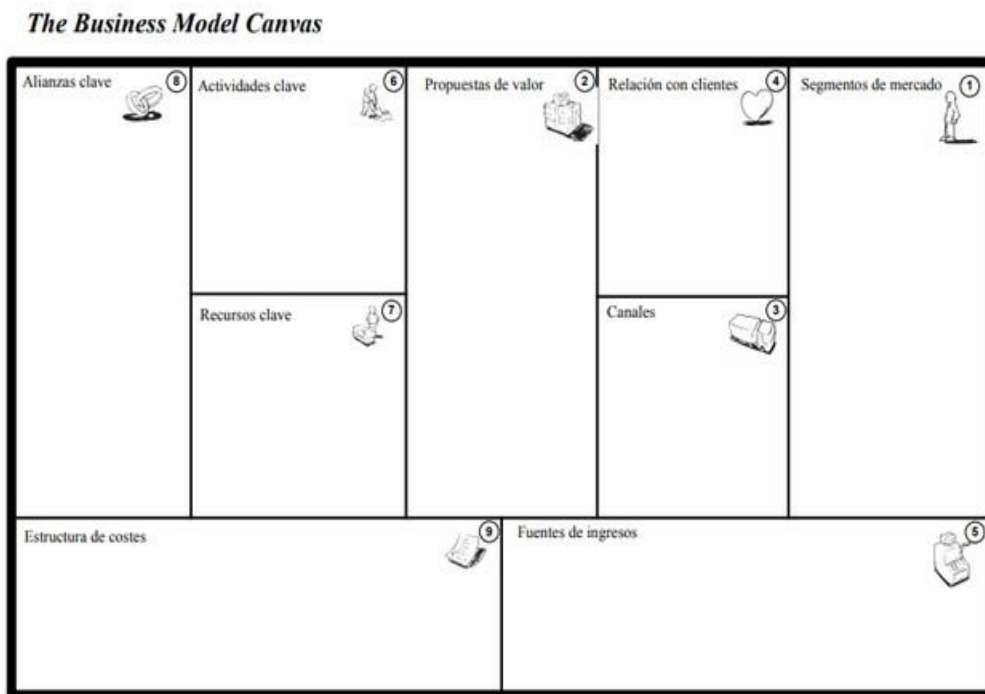 The Business Model Canvas
Alianzas clave 8
Actividades clave 6
Propuestas de valor 2
Relación con clientes 4
Segmentos de mercado 1
Recursos clave 7
Canales 3
Estructura de costes 9
Fuentes de ingresos 5